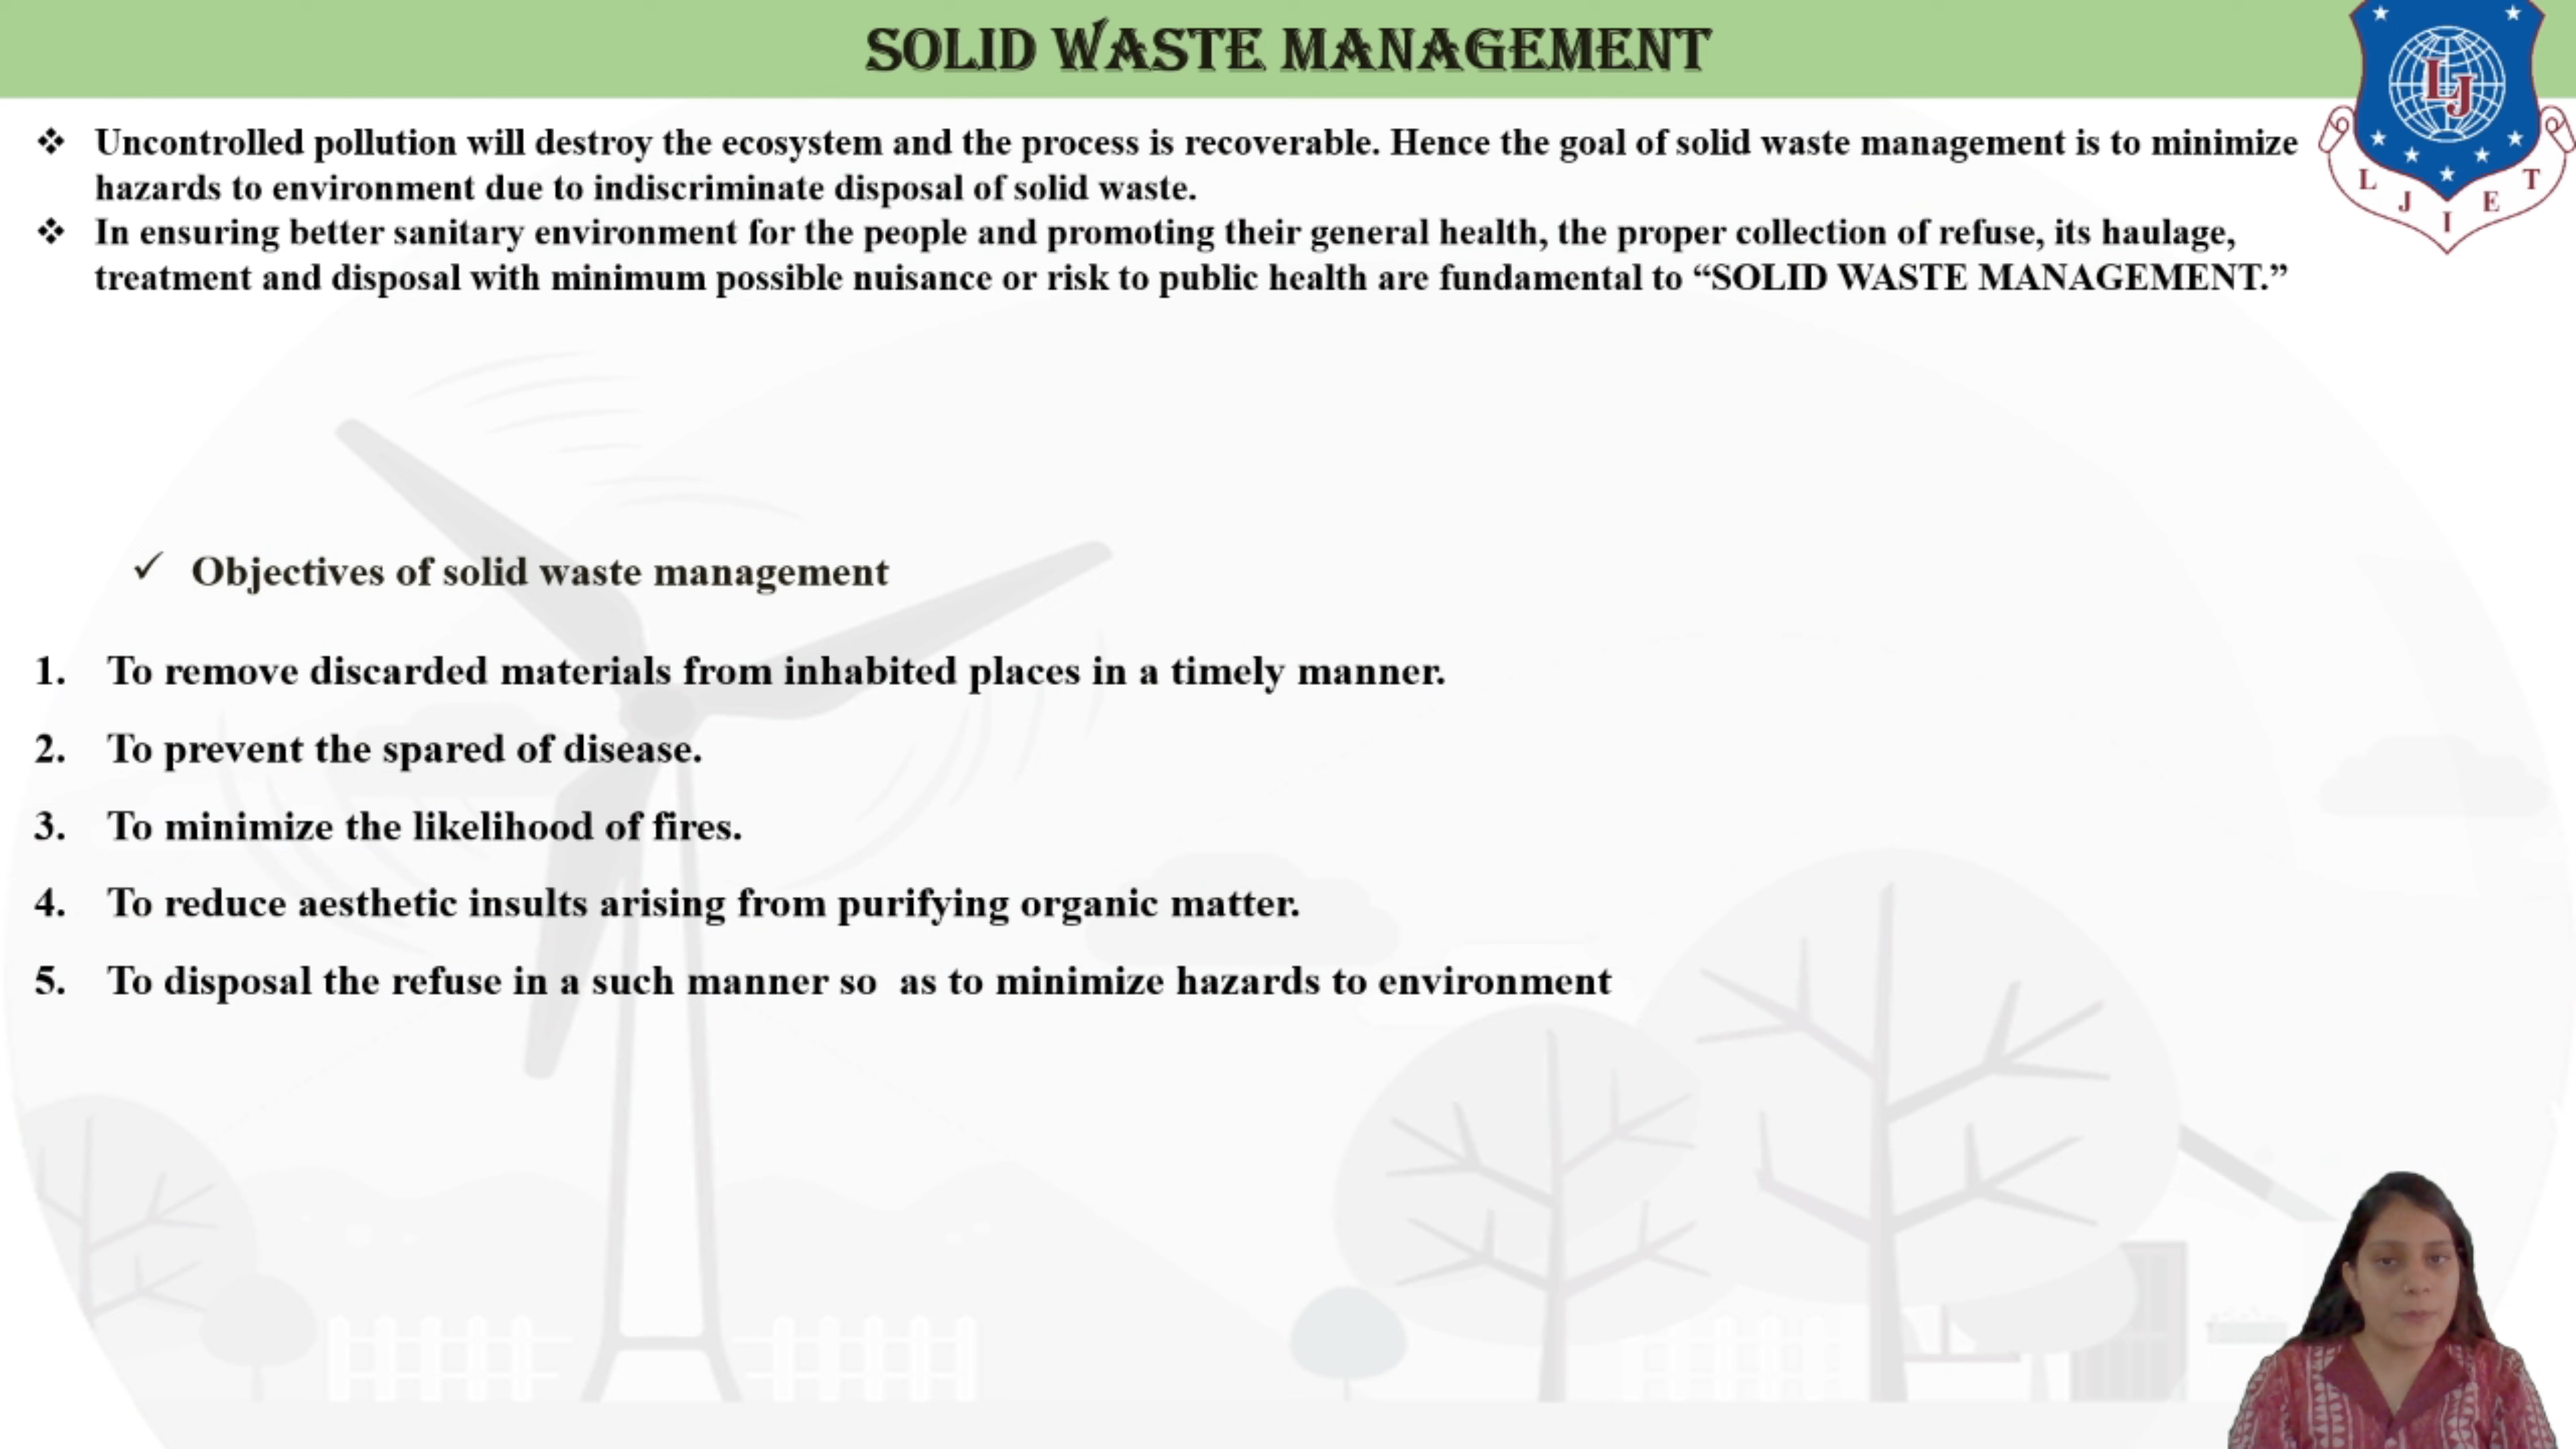 SOLID WASTE MANAGEMENT
LJ
L J I E T
❖ Uncontrolled pollution will destroy the ecosystem and the process is recoverable. Hence the goal of solid waste management is to minimize
hazards to environment due to indiscriminate disposal of solid waste.
❖ In ensuring better sanitary environment for the people and promoting their general health, the proper collection of refuse, its haulage,
treatment and disposal with minimum possible nuisance or risk to public health are fundamental to “SOLID WASTE MANAGEMENT.”
✓ Objectives of solid waste management
1. To remove discarded materials from inhabited places in a timely manner.
2. To prevent the spared of disease.
3. To minimize the likelihood of fires.
4. To reduce aesthetic insults arising from purifying organic matter.
5. To disposal the refuse in a such manner so as to minimize hazards to environment